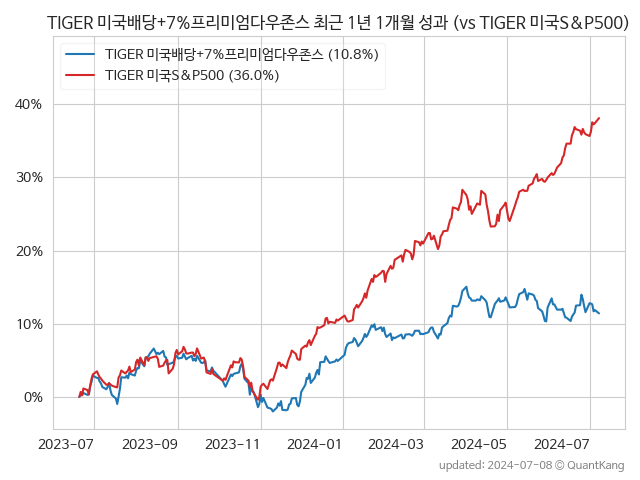 TIGER 미국배당+7%프리미엄다우존스 최근 1년 1개월 성과 (vs TIGER 미국S&P500)
TIGER 미국배당+7%프리미엄다우존스 (10.8%)
TIGER 미국S&P500 (36.0%)
40%
30%
20%
10%
0%
2023-07 2023-09 2023-11 2024-01 2024-03 2024-05 2024-07
updated: 2024-07-08 © QuantKang